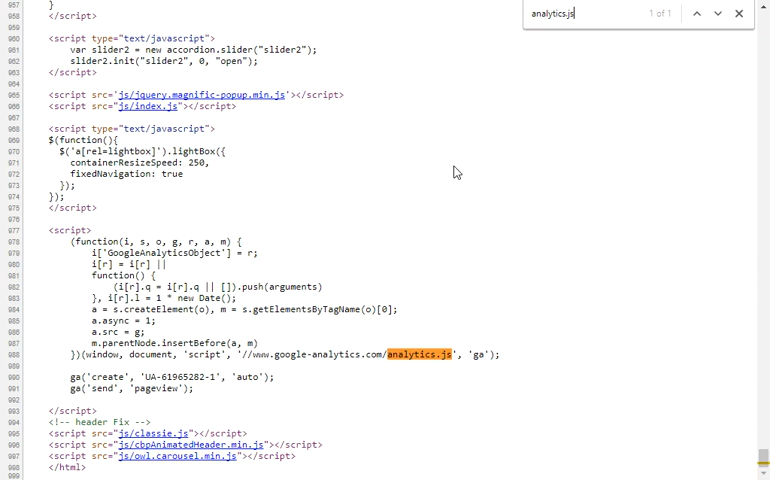 analytics.js 1 of 1
957 }
958 </script>
959
960 <script type="text/javascript">
961 var slider2 = new accordion.slider("slider2");
962 slider2.init("slider2", 0, "open");
963 </script>
964
965 <script src='js/jquery.magnific-popup.min.js'></script>
966 <script src="js/index.js"></script>
967
968 <script type="text/javascript">
969 $(function(){
970 $('a[rel=lightbox]').lightBox({
971 containerResizeSpeed: 250,
972 fixedNavigation: true
973 });
974 });
975 </script>
976
977 <script>
978 (function(i, s, o, g, r, a, m) {
979 i['GoogleAnalyticsObject'] = r;
980 i[r] = i[r] ||
981 function() {
982 (i[r].q = i[r].q || []).push(arguments)
983 }, i[r].l = 1 * new Date();
984 a = s.createElement(o), m = s.getElementsByTagName(o)[0];
985 a.async = 1;
986 a.src = g;
987 m.parentNode.insertBefore(a, m)
988 })(window, document, 'script', '//www.google-analytics.com/analytics.js', 'ga');
989
990 ga('create', 'UA-61965282-1', 'auto');
991 ga('send', 'pageview');
992
993 </script>
994 <!-- header Fix -->
995 <script src="js/classie.js"></script>
996 <script src="js/cbpAnimatedHeader.min.js"></script>
997 <script src="js/owl.carousel.min.js"></script>
998 </html>
999